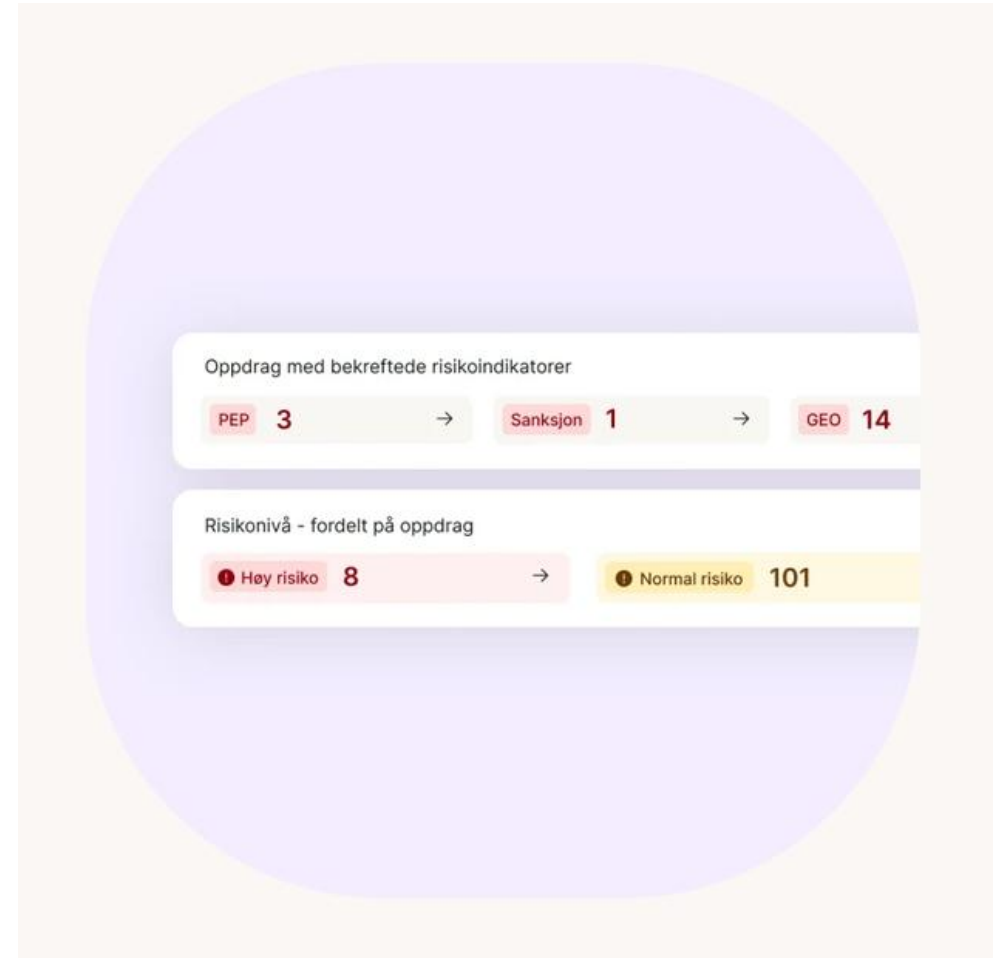 Oppdrag med bekreftede risikoindikatorer
PEP 3 → Sanksjon 1 → GEO 14
Risikonivå - fordelt på oppdrag
Høy risiko 8 → Normal risiko 101